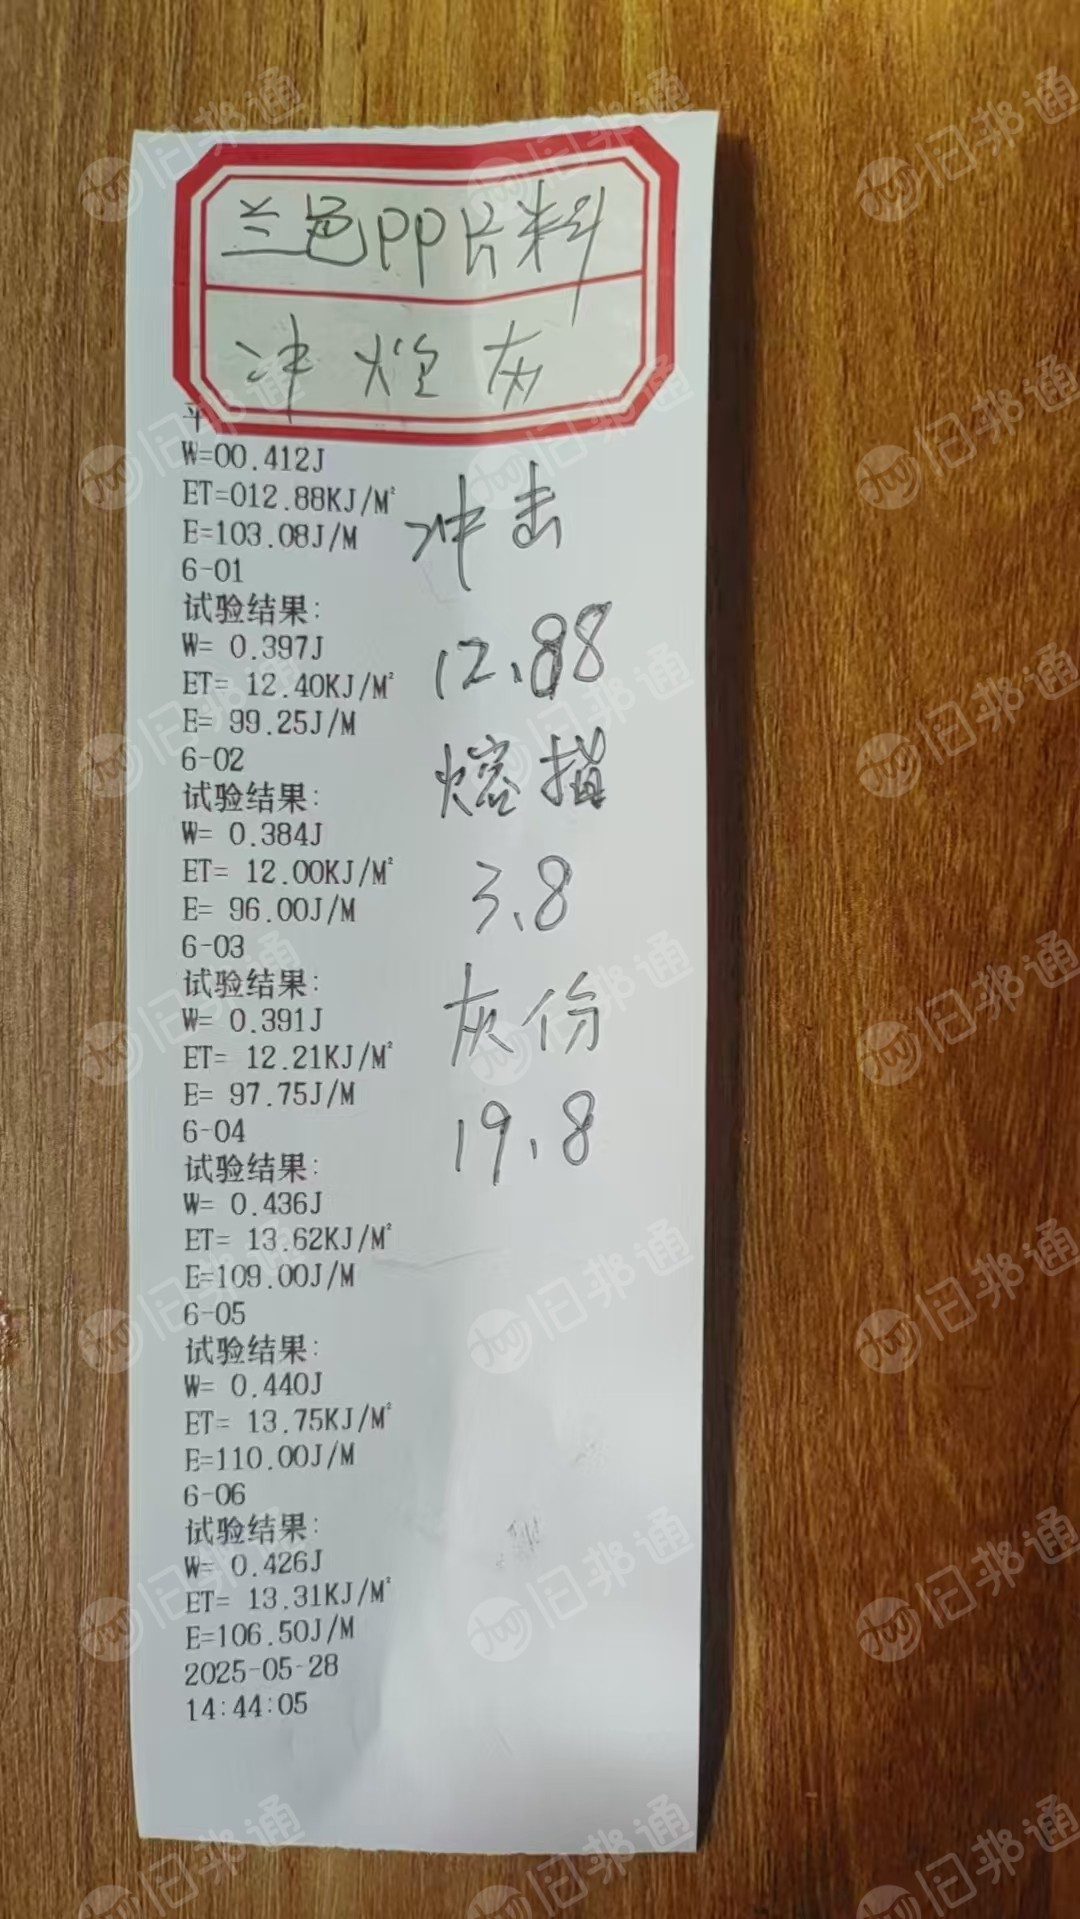 兰色PP片料
冲 熔 灰
平
W=00.412J
ET=012.88KJ/M²
E=103.08J/M
冲击
6-01
试验结果:
W= 0.397J
ET= 12.40KJ/M²
12.88
E= 99.25J/M
6-02
熔指
试验结果:
W= 0.384J
ET= 12.00KJ/M²
3.8
E= 96.00J/M
6-03
试验结果:
W= 0.391J
灰份
ET= 12.21KJ/M²
E= 97.75J/M
6-04
19.8
试验结果:
W= 0.436J
ET= 13.62KJ/M²
E=109.00J/M
6-05
试验结果:
W= 0.440J
ET= 13.75KJ/M²
E=110.00J/M
6-06
试验结果:
W= 0.426J
ET= 13.31KJ/M²
E=106.50J/M
2025-05-28
14:44:05
旧邦通